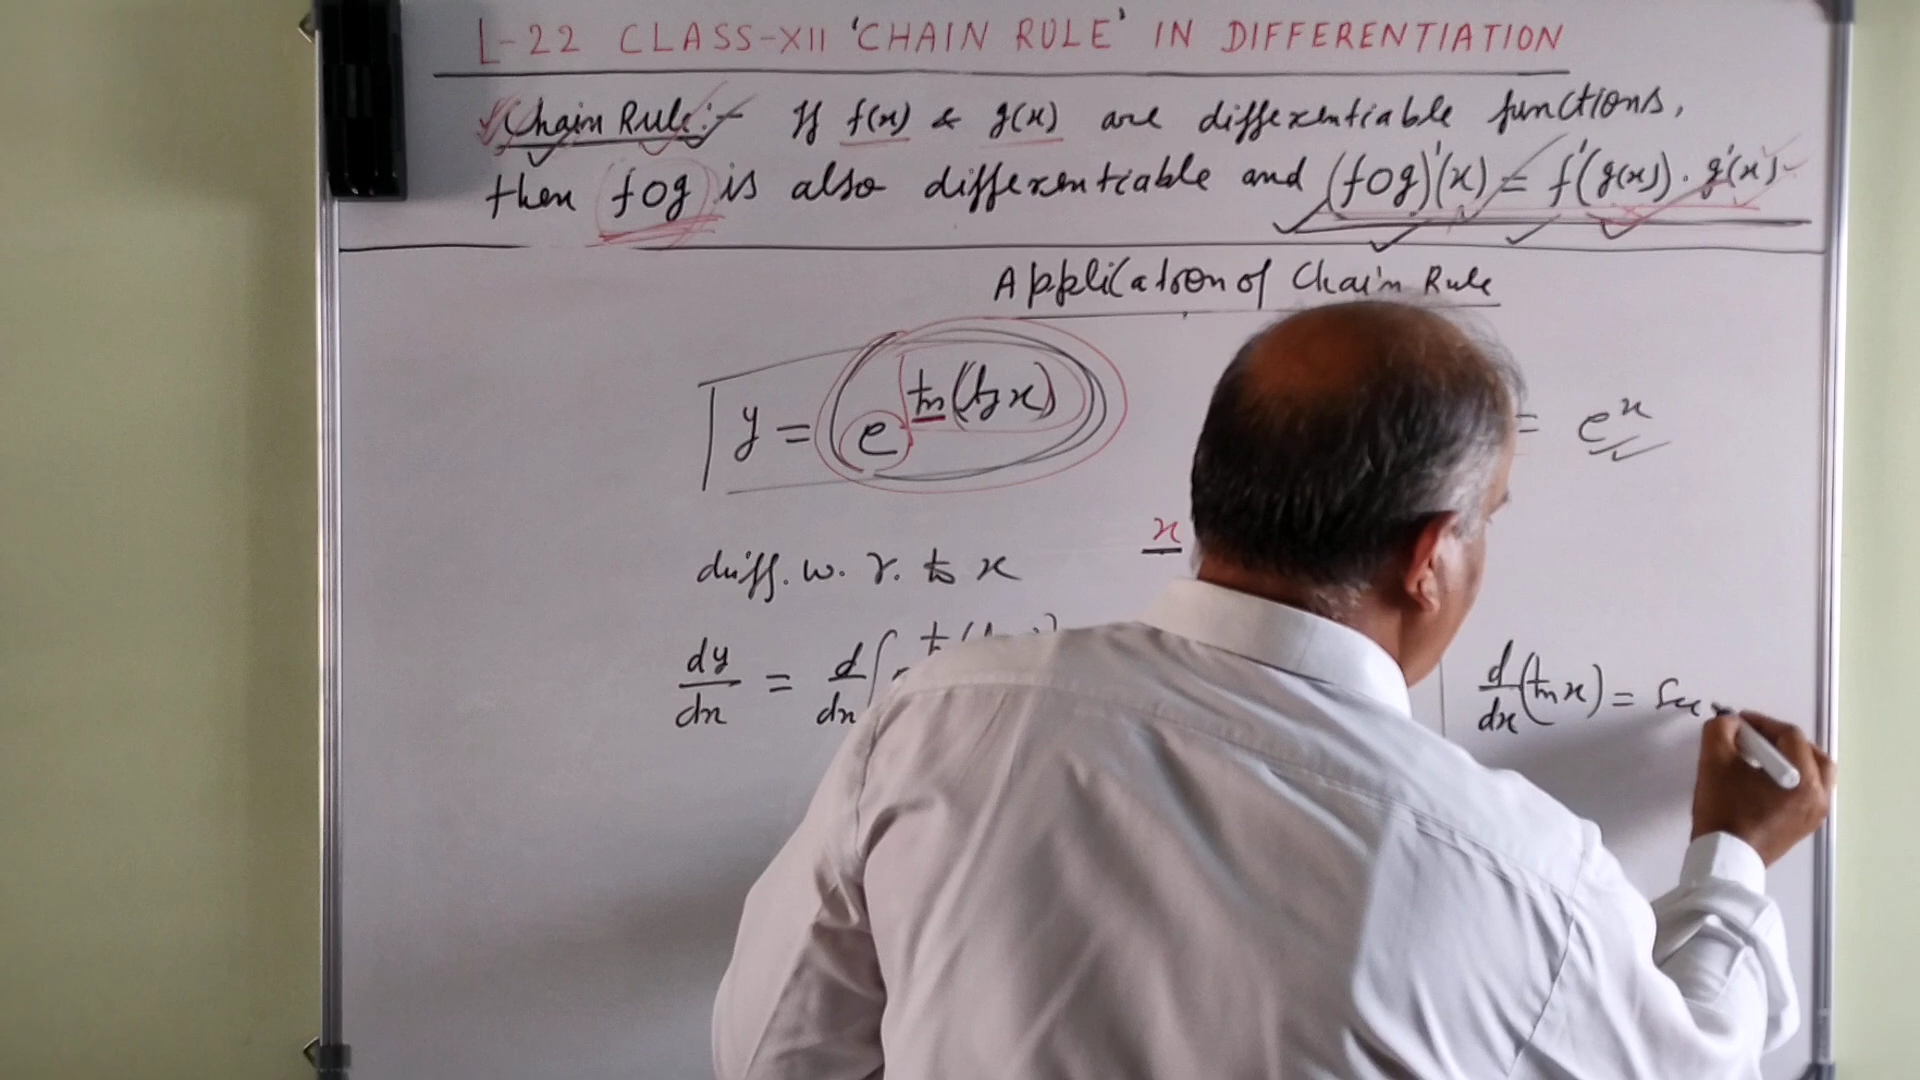 L-22 CLASS-XII 'CHAIN RULE' IN DIFFERENTIATION
Chain Rule:- If f(x) & g(x) are differentiable functions,
then fog is also differentiable and (fog)'(x) = f'(g(x)). g'(x)
Application of Chain Rule
y = e^tan(log x)
= e^x
x
diff. w. r. to x
dy/dx = d/dx
d/dx (tan x) = Sec